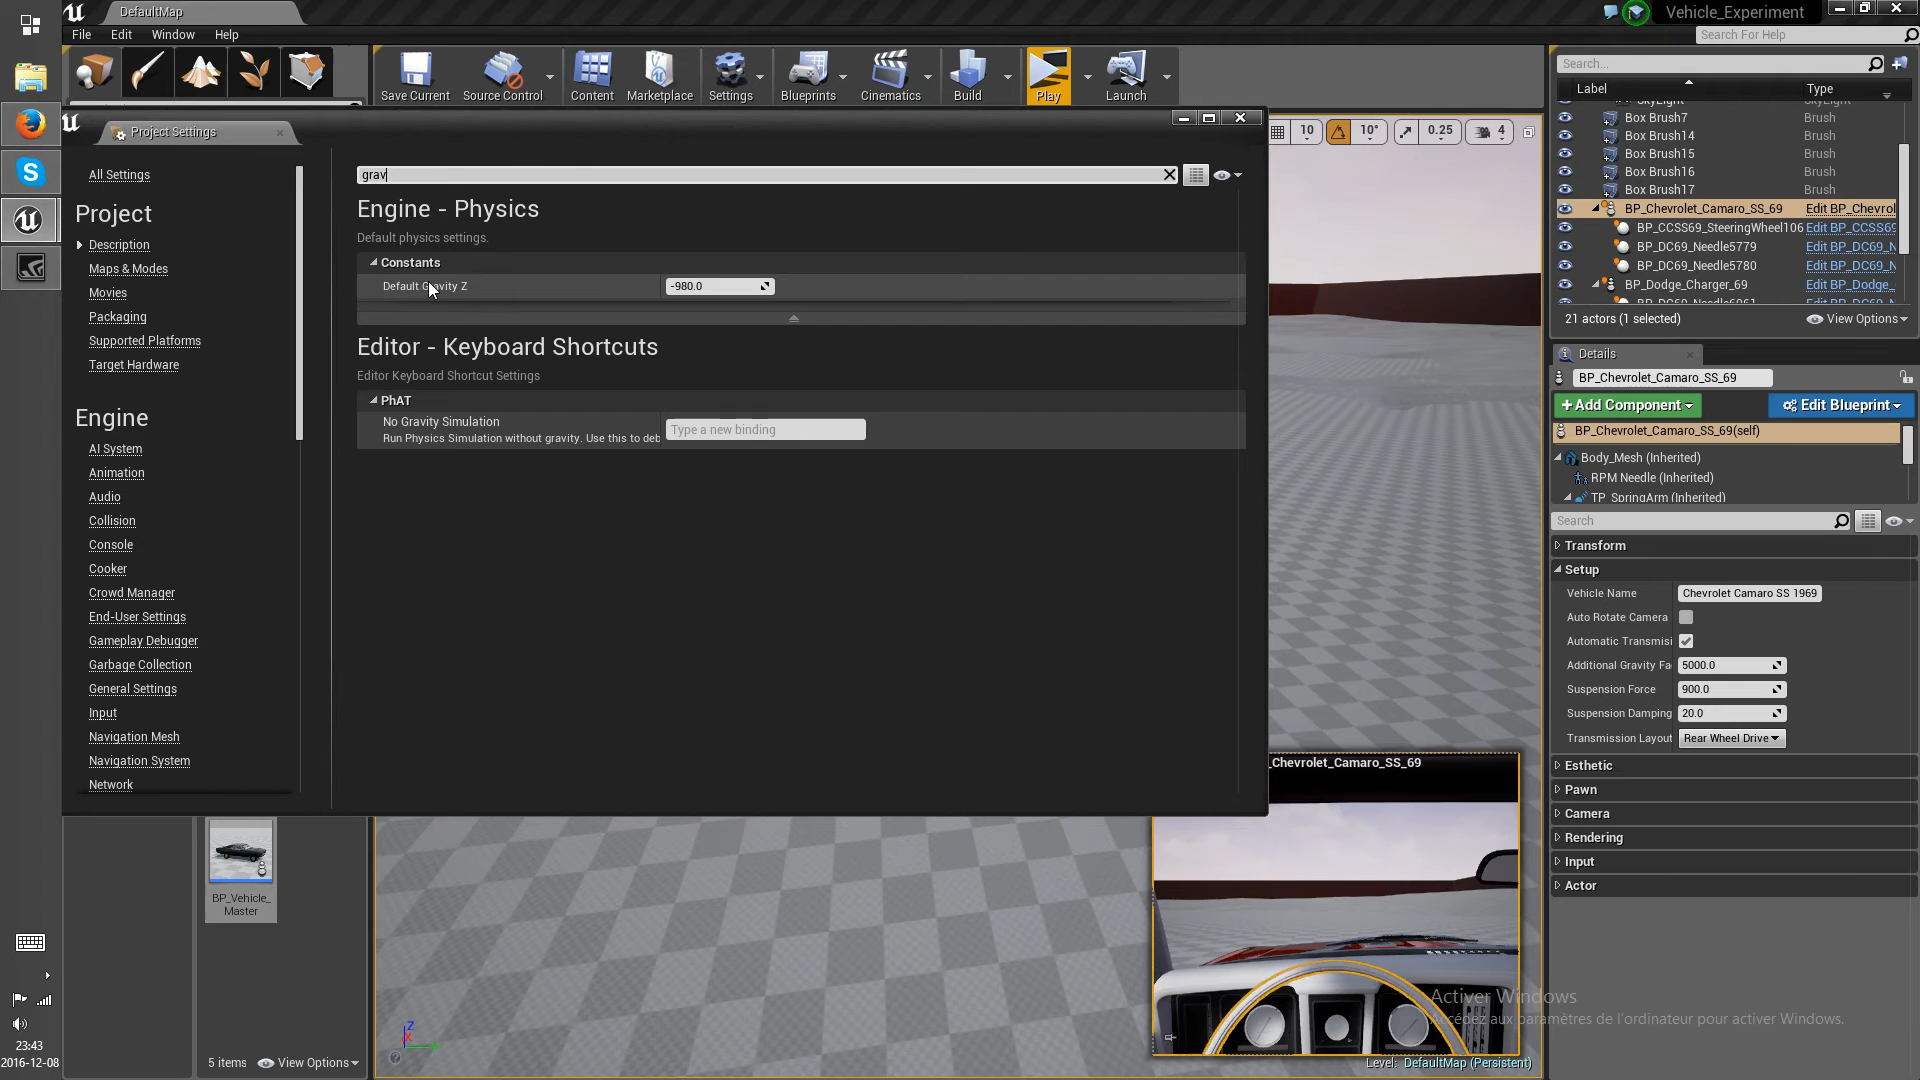 DefaultMap
Vehicle_Experiment
File Edit Window Help
Search For Help
Save Current Source Control Content Marketplace Settings Blueprints Cinematics Build Play Launch
Search...
Label Type
SkyLight Skylight
Box Brush7 Brush
Box Brush14 Brush
Box Brush15 Brush
Box Brush16 Brush
Box Brush17 Brush
BP_Chevrolet_Camaro_SS_69 Edit BP_Chevrol
BP_CCSS69_SteeringWheel106 Edit BP_CCSS69
BP_DC69_Needle5779 Edit BP_DC69_N
BP_DC69_Needle5780 Edit BP_DC69_N
BP_Dodge_Charger_69 Edit BP_Dodge_
21 actors (1 selected) View Options
Project Settings
10 10° 0.25 4
All Settings
Project
Description
Maps & Modes
Movies
Packaging
Supported Platforms
Target Hardware
Engine
AI System
Animation
Audio
Collision
Console
Cooker
Crowd Manager
End-User Settings
Gameplay Debugger
Garbage Collection
General Settings
Input
Navigation Mesh
Navigation System
Network
grav
Engine - Physics
Default physics settings.
Constants
Default Gravity Z -980.0
Editor - Keyboard Shortcuts
Editor Keyboard Shortcut Settings
PhAT
No Gravity Simulation
Run Physics Simulation without gravity. Use this to deb
Type a new binding
Details
BP_Chevrolet_Camaro_SS_69
+ Add Component Edit Blueprint
BP_Chevrolet_Camaro_SS_69(self)
Body_Mesh (Inherited)
RPM Needle (Inherited)
TP_SpringArm (Inherited)
Search
Transform
Setup
Vehicle Name Chevrolet Camaro SS 1969
Auto Rotate Camera
Automatic Transmisi
Additional Gravity Fa 5000.0
Suspension Force 900.0
Suspension Damping 20.0
Transmission Layout Rear Wheel Drive
Esthetic
Pawn
Camera
Rendering
Input
Actor
_Chevrolet_Camaro_SS_69
BP_Vehicle_
Master
5 items View Options
Z
X
Activer Windows
Accédez aux paramètres de l'ordinateur pour activer Windows.
Level: DefaultMap (Persistent)
23:43
2016-12-08